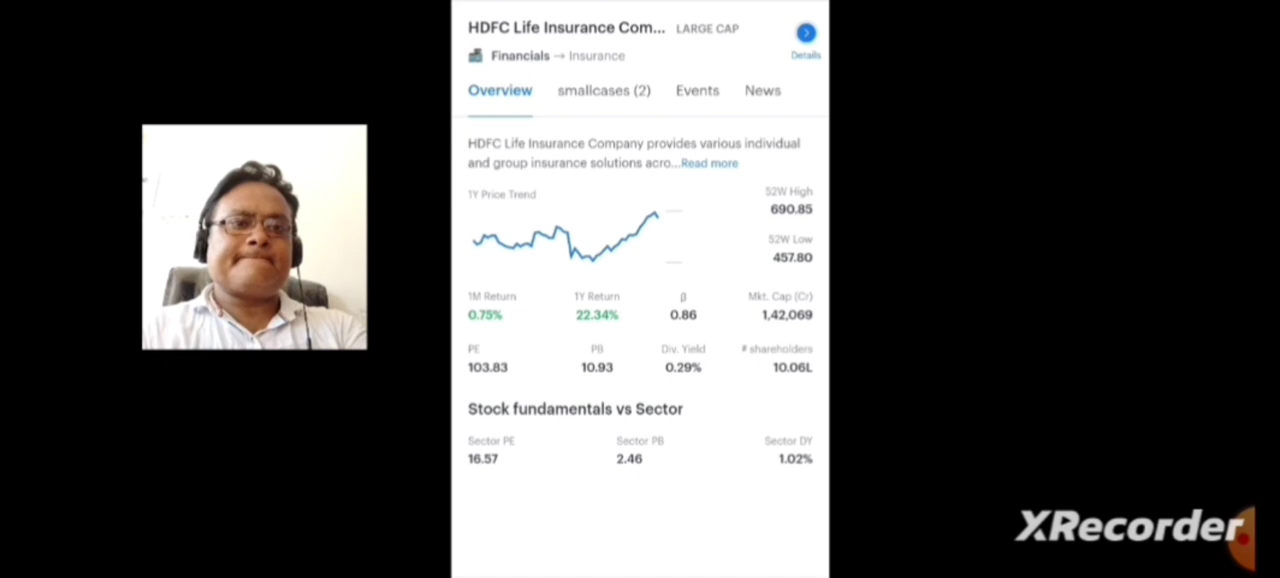 HDFC Life Insurance Com... LARGE CAP
Financials → Insurance
Details
Overview smallcases (2) Events News
HDFC Life Insurance Company provides various individual
and group insurance solutions acro...Read more
1Y Price Trend
52W High
690.85
52W Low
457.80
1M Return 1Y Return β Mkt. Cap (Cr)
0.75% 22.34% 0.86 1,42,069
PE PB Div. Yield # shareholders
103.83 10.93 0.29% 10.06L
Stock fundamentals vs Sector
Sector PE Sector PB Sector DY
16.57 2.46 1.02%
XRecorder